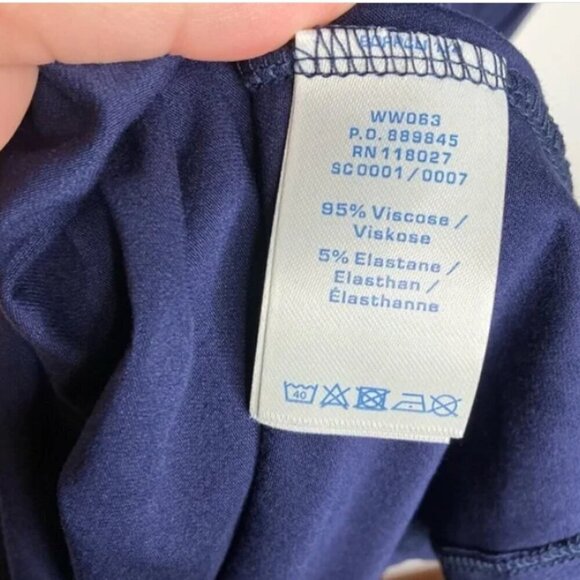 WW063
P.O. 889845
RN 118027
SC0001/0007
95% Viscose /
Viskose
5% Elastane /
Elasthan /
Élasthanne
40